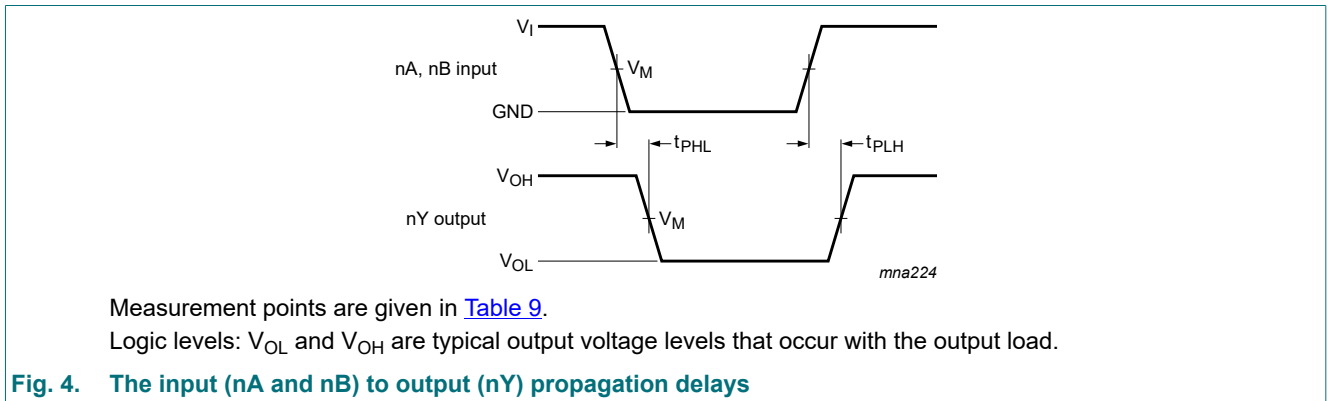 V_I
nA, nB input
V_M
GND
t_PHL
t_PLH
V_OH
nY output
V_M
V_OL
mna224
Measurement points are given in Table 9.
Logic levels: V_OL and V_OH are typical output voltage levels that occur with the output load.
Fig. 4. The input (nA and nB) to output (nY) propagation delays